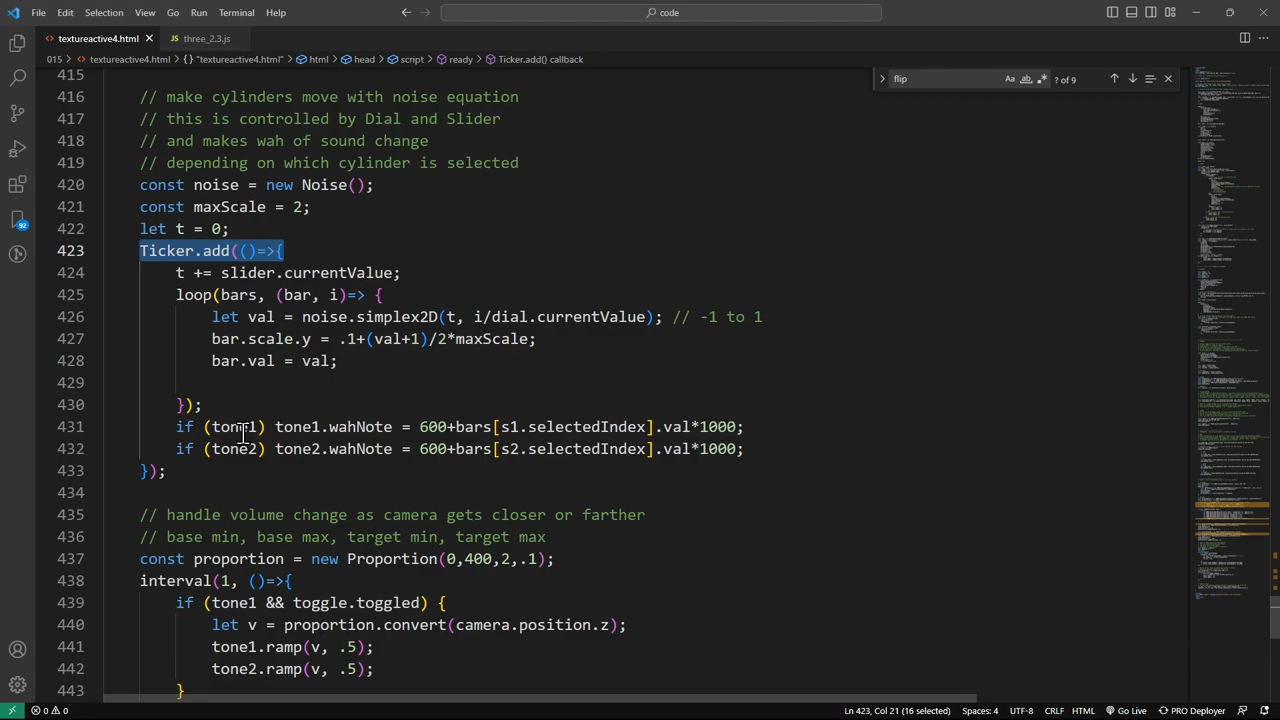 File Edit Selection View Go Run Terminal Help
code
textureactive4.html
three_2.3.js
015 > textureactive4.html > {} "textureactive4.html" > html > head > script > ready > Ticker.add() callback
flip
Aa ab .*
? of 9
415
416 // make cylinders move with noise equation
417 // this is controlled by Dial and Slider
418 // and makes wah of sound change
419 // depending on which cylinder is selected
420 const noise = new Noise();
421 const maxScale = 2;
422 let t = 0;
423 Ticker.add(()=>{
424 t += slider.currentValue;
425 loop(bars, (bar, i)=> {
426 let val = noise.simplex2D(t, i/dial.currentValue); // -1 to 1
427 bar.scale.y = .1+(val+1)/2*maxScale;
428 bar.val = val;
429
430 });
431 if (tone1) tone1.wahNote = 600+bars[s1.selectedIndex].val*1000;
432 if (tone2) tone2.wahNote = 600+bars[s2.selectedIndex].val*1000;
433 });
434
435 // handle volume change as camera gets closer or farther
436 // base min, base max, target min, target max
437 const proportion = new Proportion(0,400,2,.1);
438 interval(1, ()=>{
439 if (tone1 && toggle.toggled) {
440 let v = proportion.convert(camera.position.z);
441 tone1.ramp(v, .5);
442 tone2.ramp(v, .5);
443 }
92
0 0
Ln 423, Col 21 (16 selected) Spaces: 4 UTF-8 CRLF HTML Go Live PRO Deployer